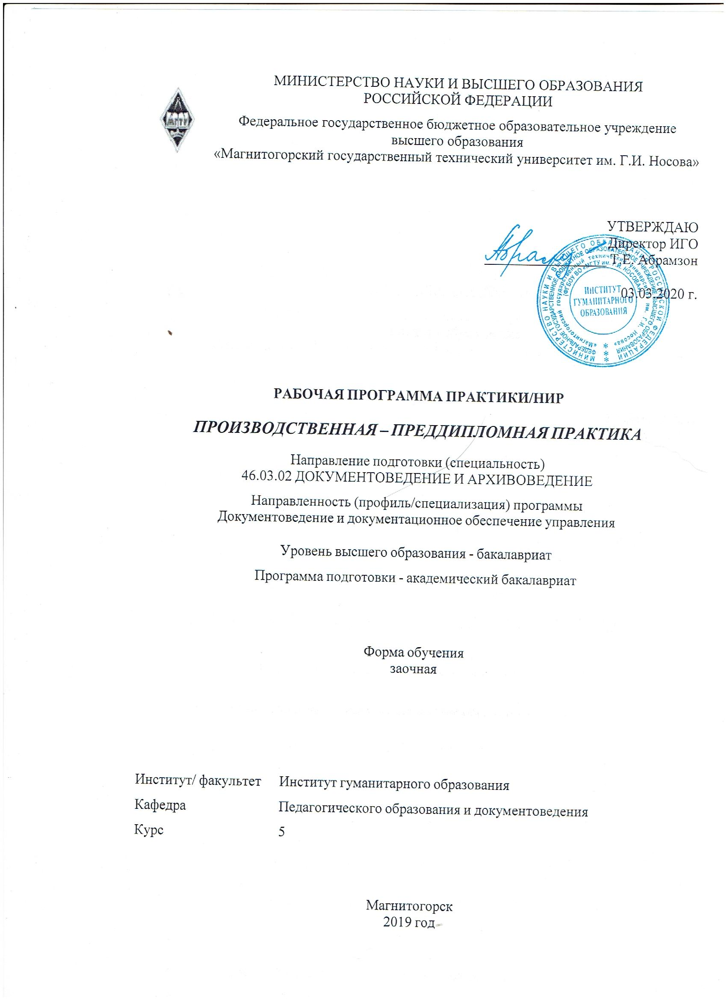 МИНИСТЕРСТВО НАУКИ И ВЫСШЕГО ОБРАЗОВАНИЯ
РОССИЙСКОЙ ФЕДЕРАЦИИ
МГТУ
Федеральное государственное бюджетное образовательное учреждение
высшего образования
«Магнитогорский государственный технический университет им. Г.И. Носова»
УТВЕРЖДАЮ
Директор ИГО
Т.Е. Абрамзон
03.03.2020 г.
МИНИСТЕРСТВО НАУКИ И ВЫСШЕГО ОБРАЗОВАНИЯ РОССИЙСКОЙ ФЕДЕРАЦИИ
ФЕДЕРАЛЬНОЕ ГОСУДАРСТВЕННОЕ БЮДЖЕТНОЕ ОБРАЗОВАТЕЛЬНОЕ УЧРЕЖДЕНИЕ ВЫСШЕГО ОБРАЗОВАНИЯ
«Магнитогорский государственный технический университет им. Г.И. Носова»
(ФГБОУ ВО «МГТУ им. Г.И. НОСОВА»)
ИНСТИТУТ
ГУМАНИТАРНОГО
ОБРАЗОВАНИЯ
РАБОЧАЯ ПРОГРАММА ПРАКТИКИ/НИР
ПРОИЗВОДСТВЕННАЯ – ПРЕДДИПЛОМНАЯ ПРАКТИКА
Направление подготовки (специальность)
46.03.02 ДОКУМЕНТОВЕДЕНИЕ И АРХИВОВЕДЕНИЕ
Направленность (профиль/специализация) программы
Документоведение и документационное обеспечение управления
Уровень высшего образования - бакалавриат
Программа подготовки - академический бакалавриат
Форма обучения
заочная
Институт/ факультет Институт гуманитарного образования
Кафедра Педагогического образования и документоведения
Курс 5
Магнитогорск
2019 год